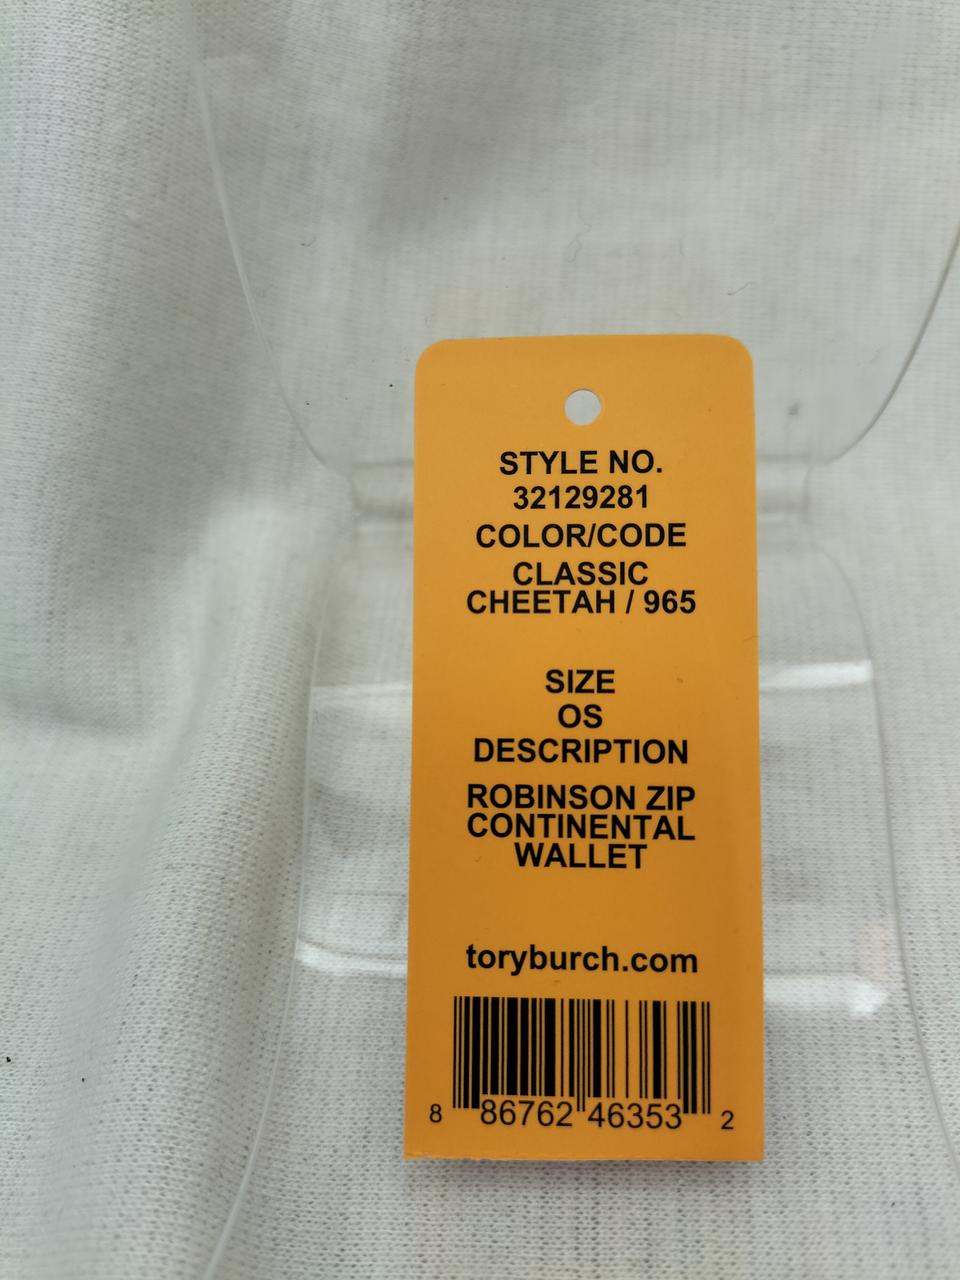 STYLE NO.
32129281
COLOR/CODE
CLASSIC
CHEETAH / 965
SIZE
OS
DESCRIPTION
ROBINSON ZIP
CONTINENTAL
WALLET
toryburch.com
8 86762 46353 2